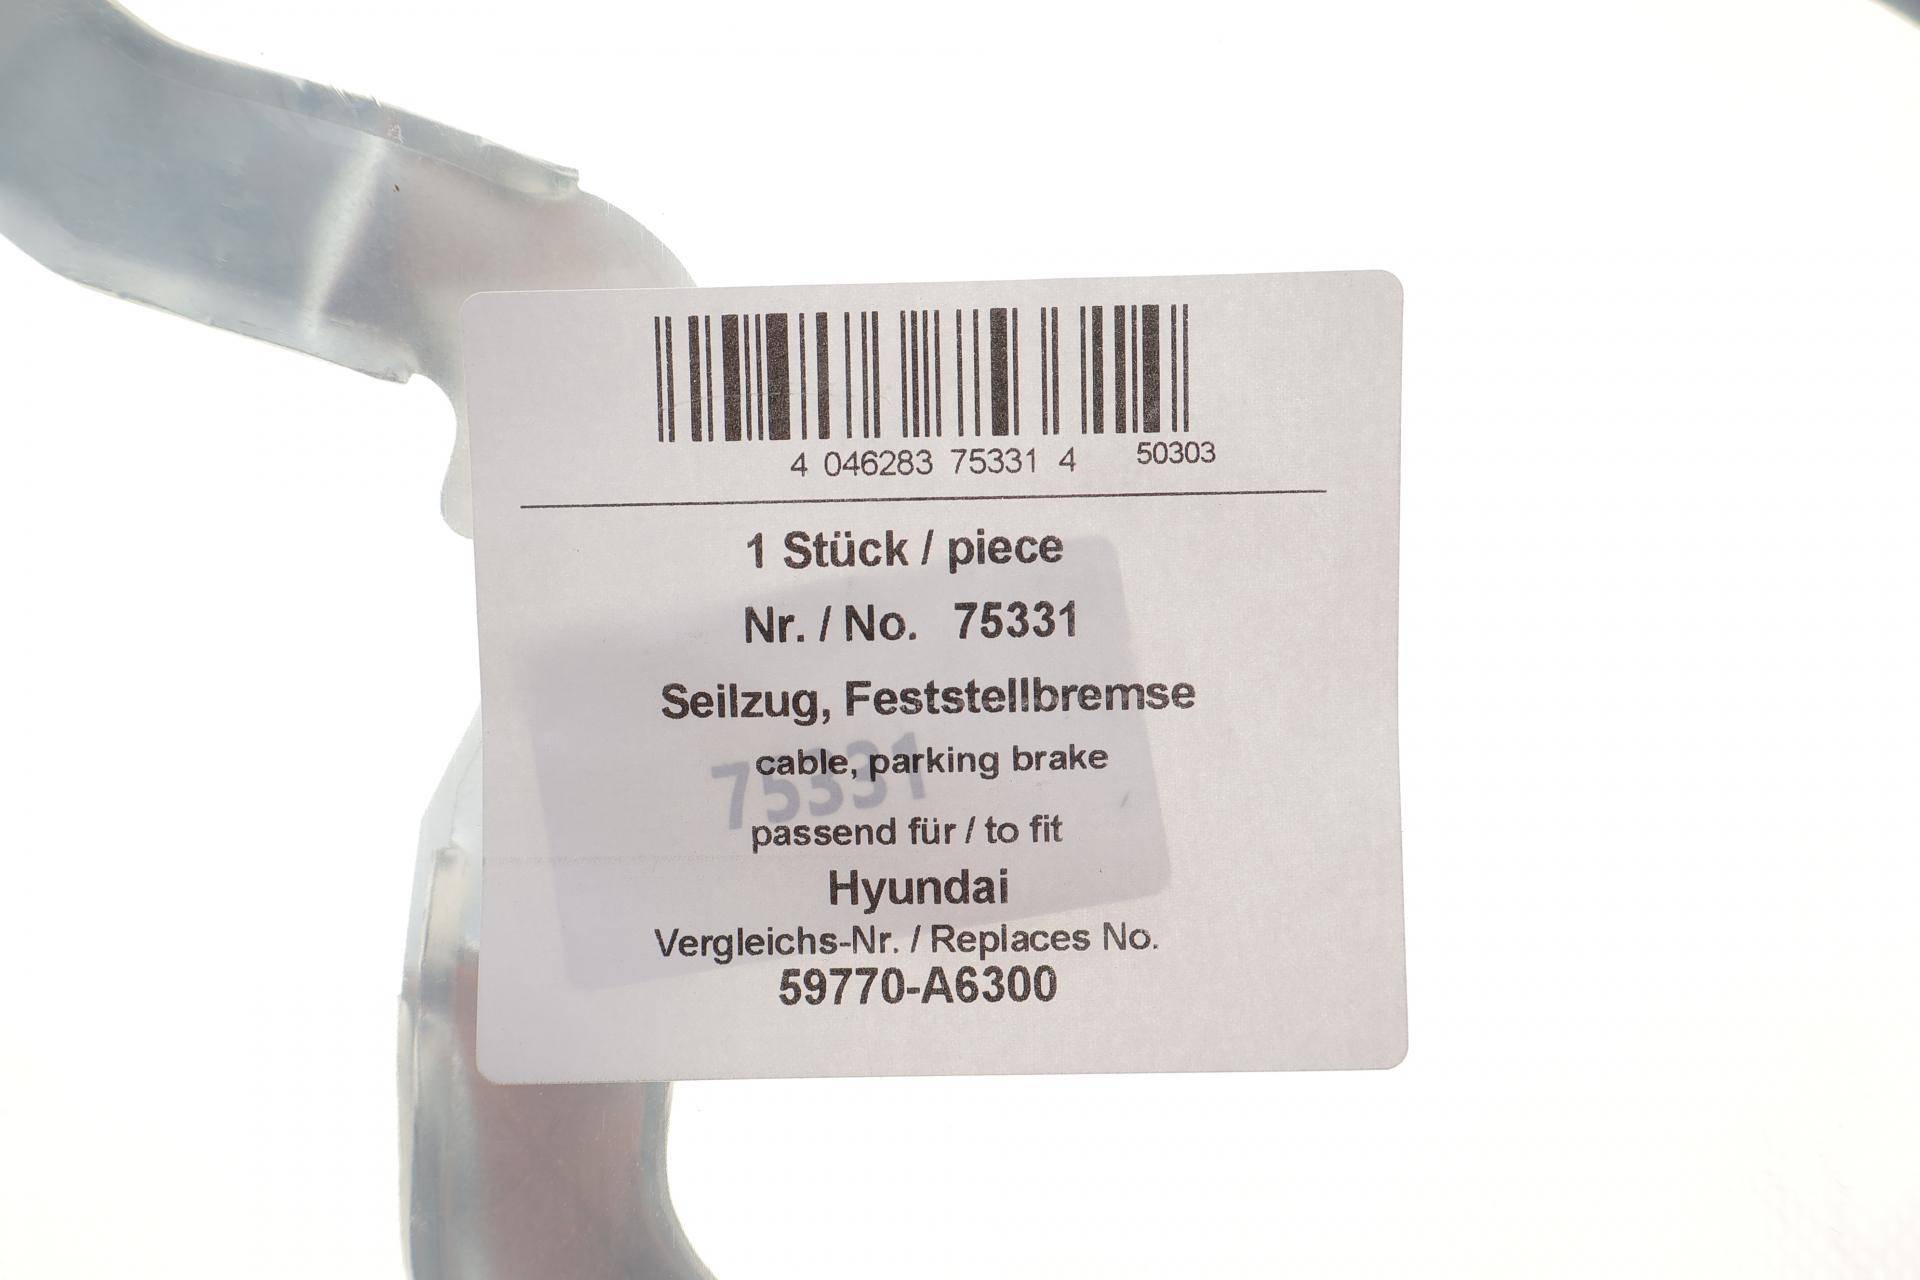 4 046283 75331 4 50303
1 Stück / piece
Nr. / No. 75331
Seilzug, Feststellbremse
cable, parking brake
75331
passend für / to fit
Hyundai
Vergleichs-Nr. / Replaces No.
59770-A6300